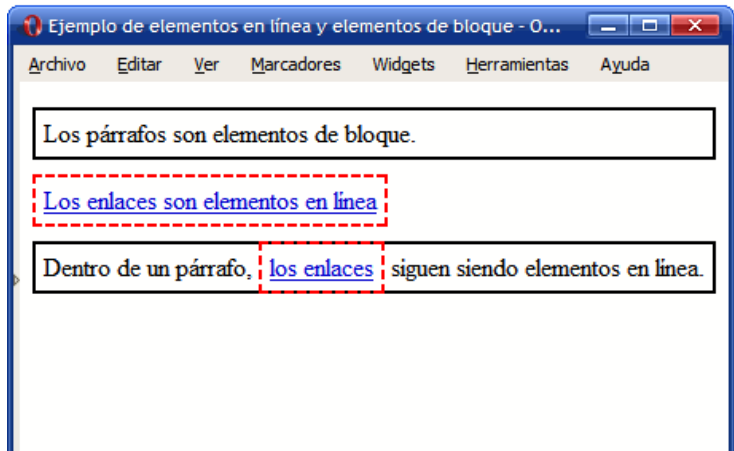 Ejemplo de elementos en línea y elementos de bloque - O...
Archivo Editar Ver Marcadores Widgets Herramientas Ayuda
Los párrafos son elementos de bloque.
Los enlaces son elementos en línea
Dentro de un párrafo, los enlaces siguen siendo elementos en línea.